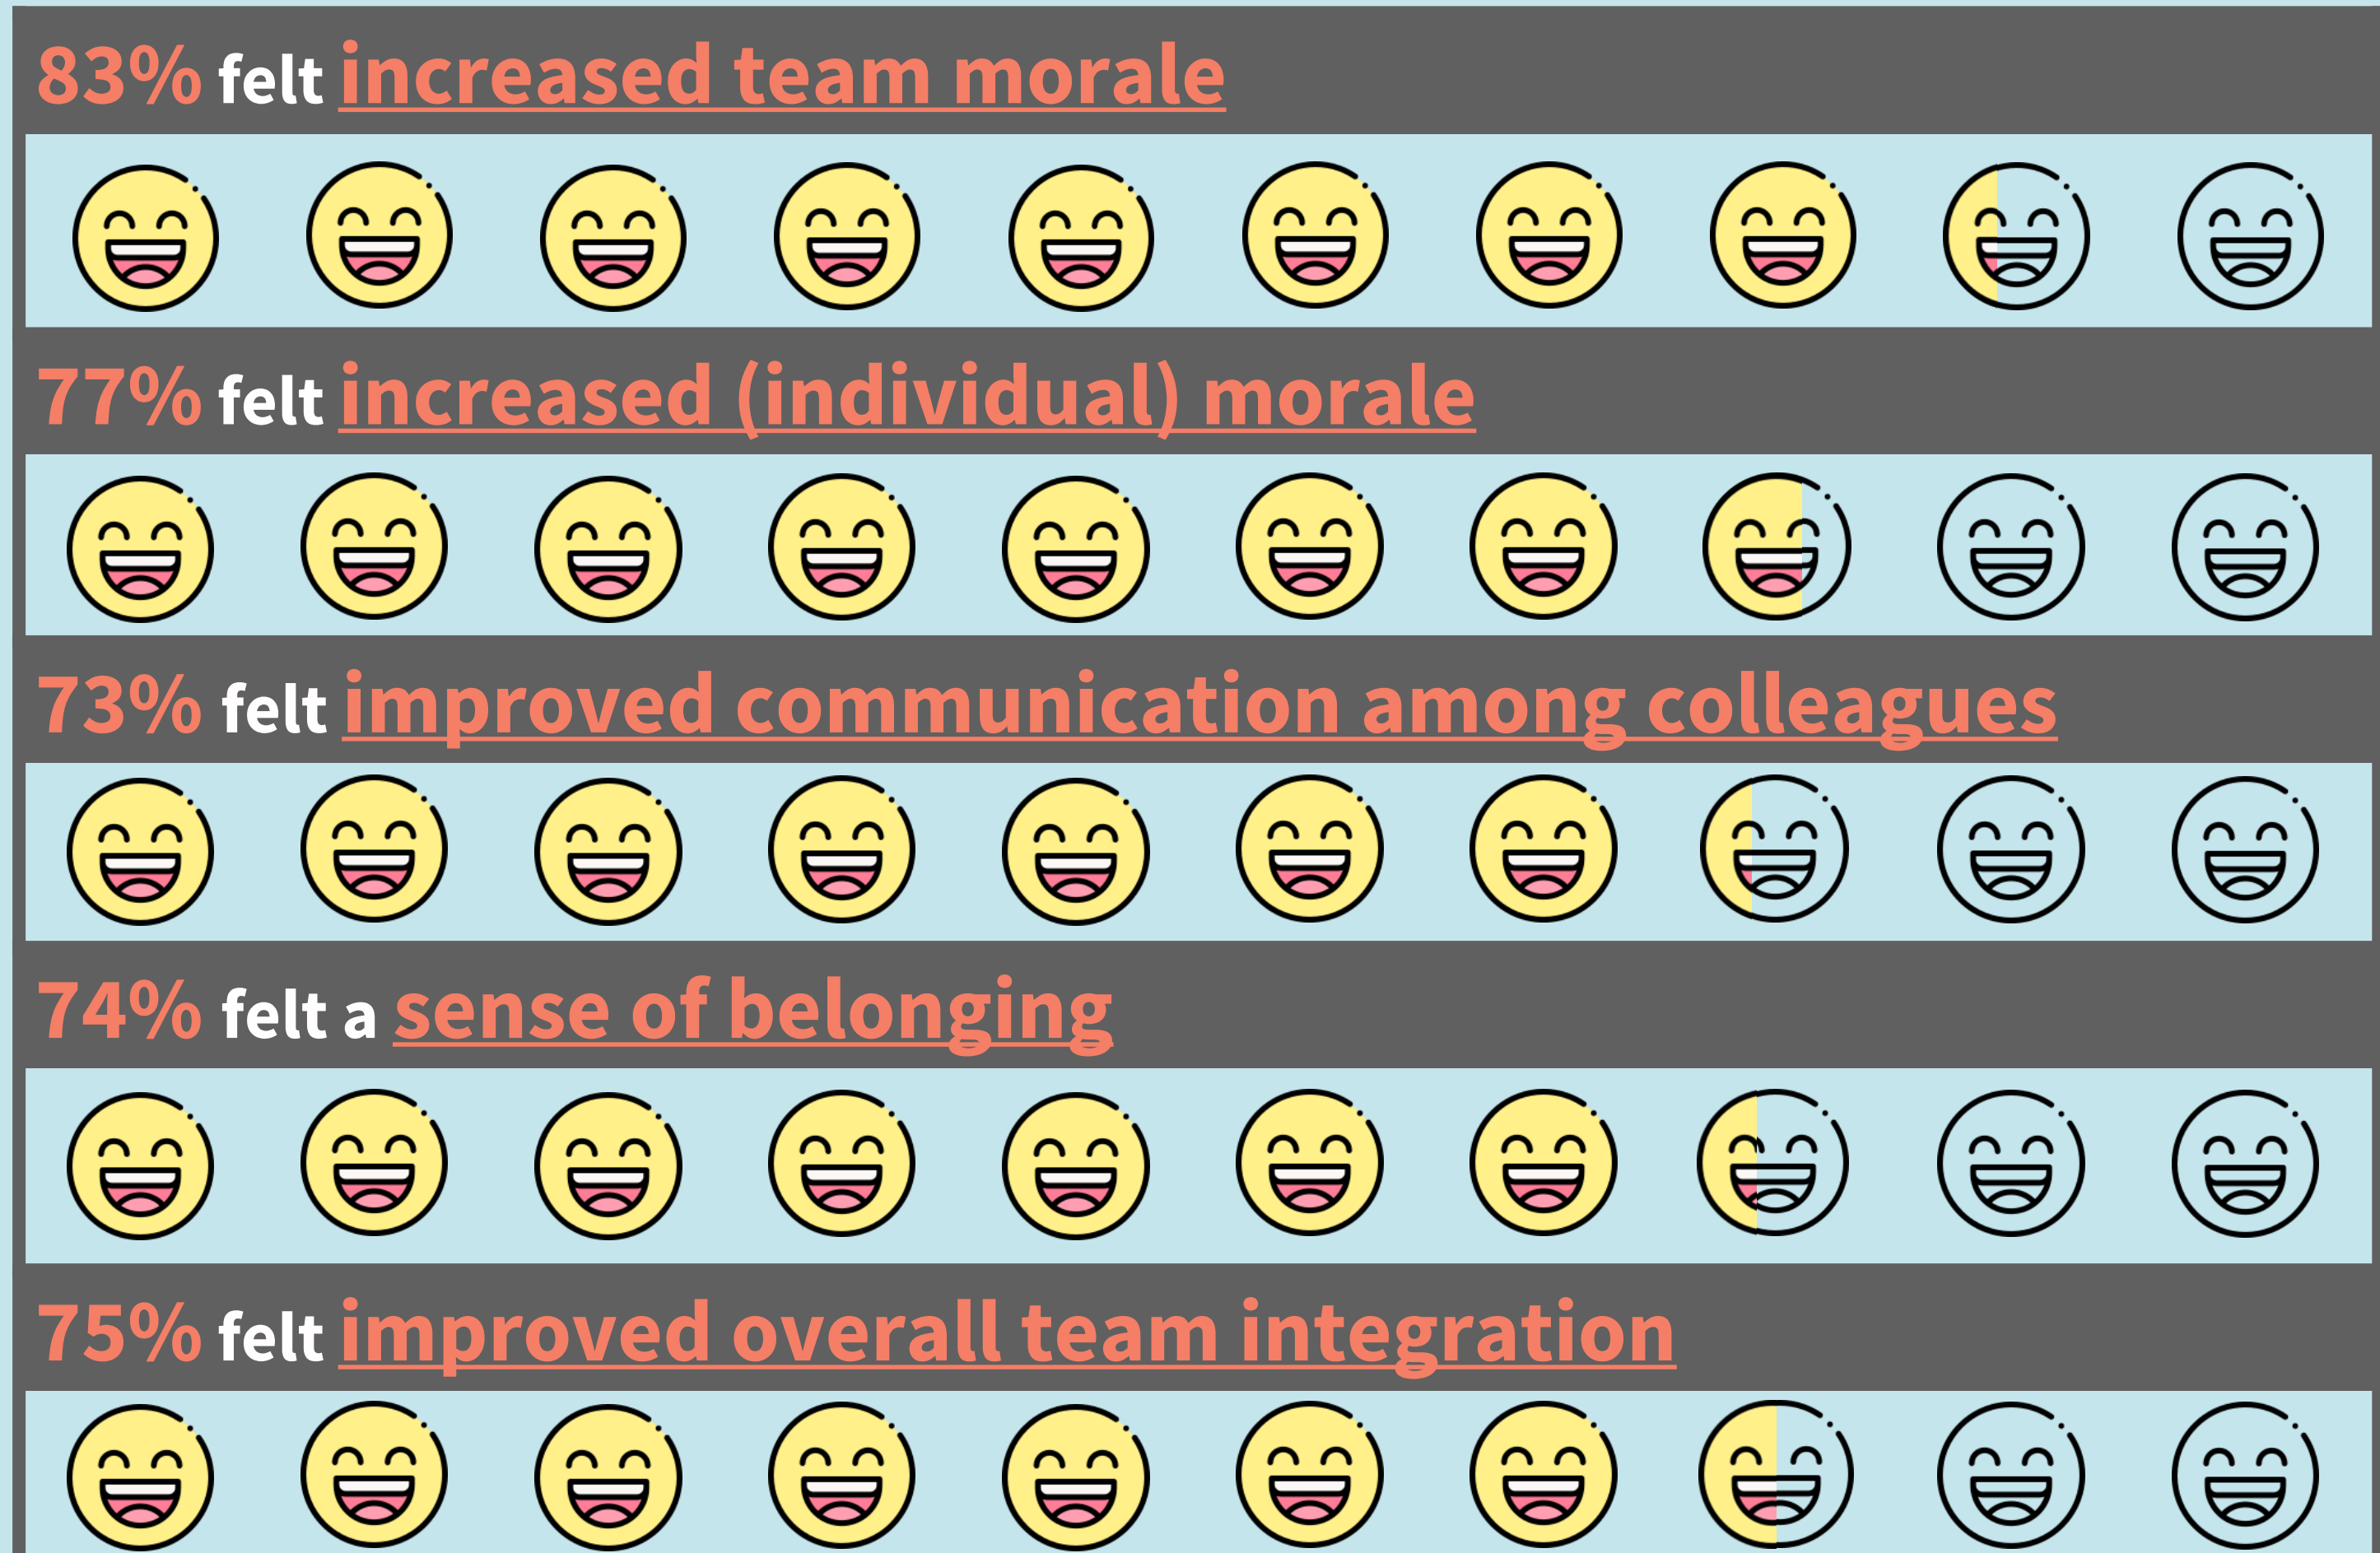 83% felt increased team morale
77% felt increased (individual) morale
73% felt improved communication among colleagues
74% felt a sense of belonging
75% felt improved overall team integration